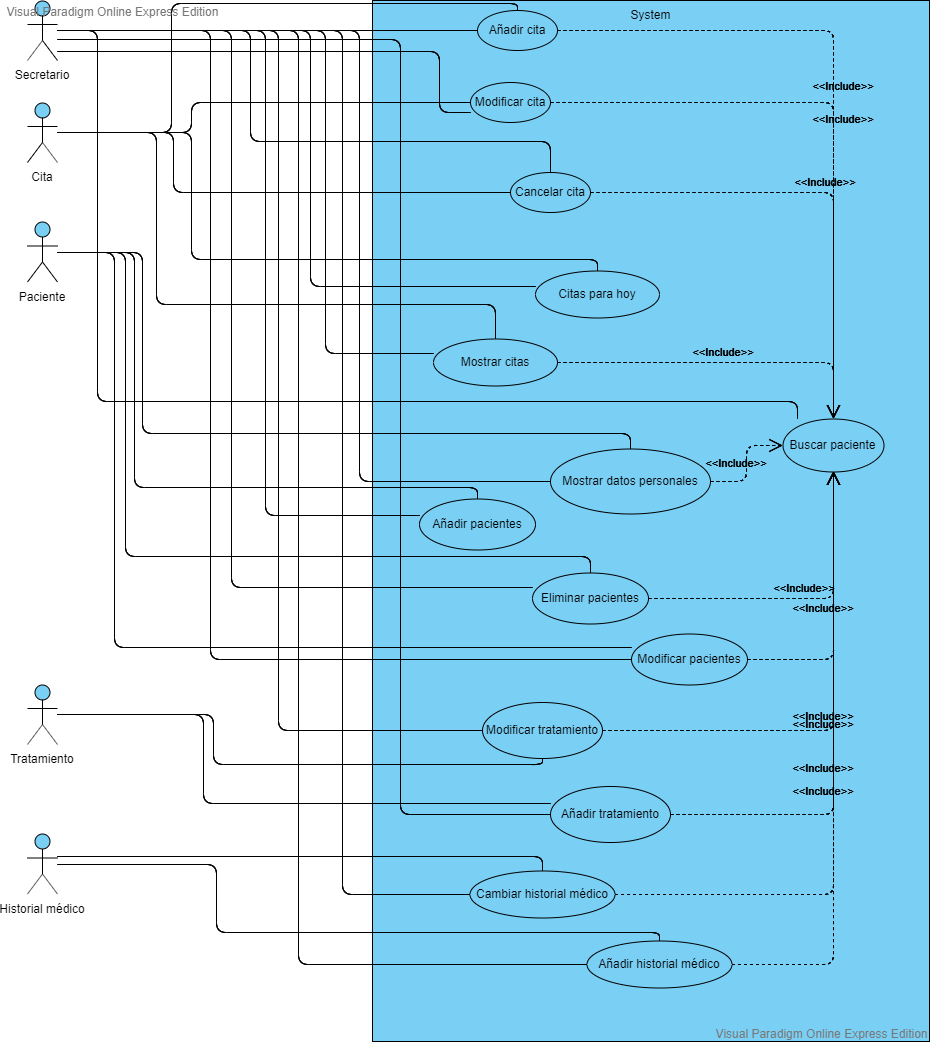 Visual Paradigm Online Express Edition
System
Añadir cita
Secretario
<<Include>>
Modificar cita
<<Include>>
Cita
<<Include>>
Cancelar cita
Paciente
Citas para hoy
<<Include>>
Mostrar citas
Buscar paciente
<<Include>>
Mostrar datos personales
Añadir pacientes
<<Include>>
Eliminar pacientes
<<Include>>
Modificar pacientes
<<Include>>
<<Include>>
Modificar tratamiento
Tratamiento
<<Include>>
<<Include>>
Añadir tratamiento
Cambiar historial médico
Historial médico
Añadir historial médico
Visual Paradigm Online Express Edition